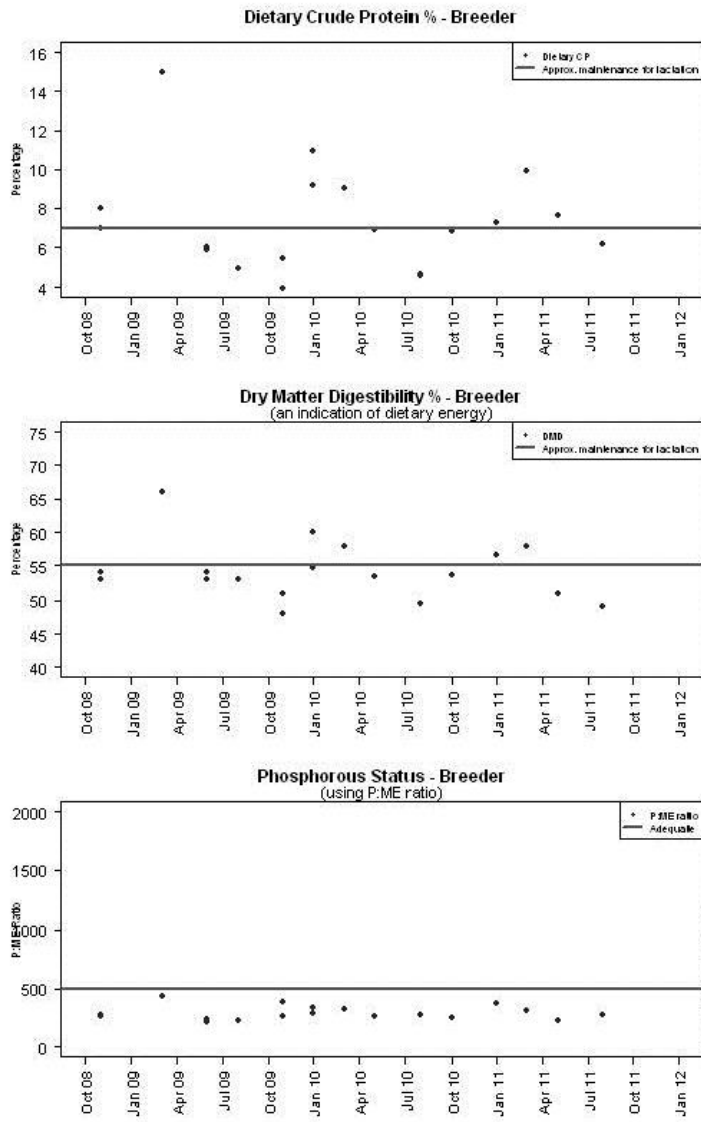 Dietary Crude Protein % - Breeder
Dietary CP
Approx. maintenance for lactation
Percentage
16
14
12
10
8
6
4
Oct 08
Jan 09
Apr 09
Jul 09
Oct 09
Jan 10
Apr 10
Jul 10
Oct 10
Jan 11
Apr 11
Jul 11
Oct 11
Jan 12
Dry Matter Digestibility % - Breeder
(an indication of dietary energy)
DMD
Approx. maintenance for lactation
Percentage
75
70
65
60
55
50
45
40
Oct 08
Jan 09
Apr 09
Jul 09
Oct 09
Jan 10
Apr 10
Jul 10
Oct 10
Jan 11
Apr 11
Jul 11
Oct 11
Jan 12
Phosphorous Status - Breeder
(using P:ME ratio)
P:ME ratio
Adequate
P:ME Ratio
2000
1500
1000
500
0
Oct 08
Jan 09
Apr 09
Jul 09
Oct 09
Jan 10
Apr 10
Jul 10
Oct 10
Jan 11
Apr 11
Jul 11
Oct 11
Jan 12